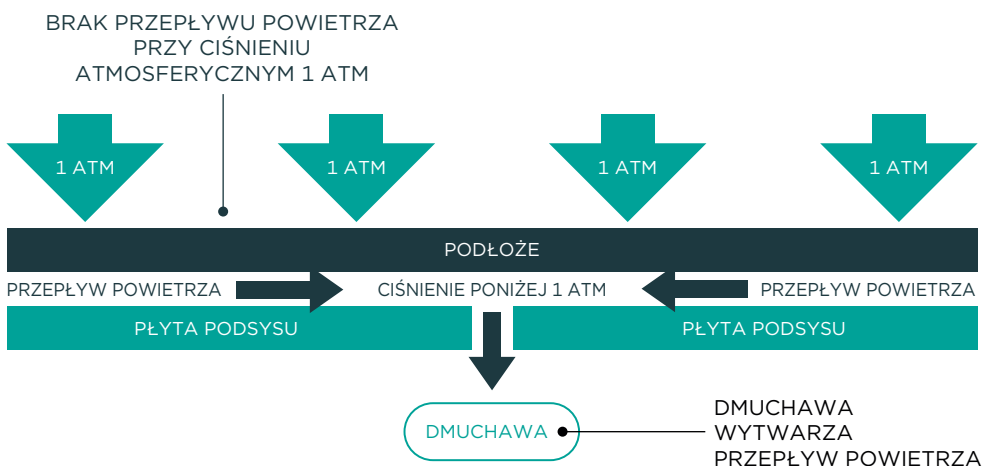 BRAK PRZEPŁYWU POWIETRZA
PRZY CIŚNIENIU
ATMOSFERYCZNYM 1 ATM
1 ATM
1 ATM
1 ATM
1 ATM
PODŁOŻE
PRZEPŁYW POWIETRZA
CIŚNIENIE PONIŻEJ 1 ATM
PRZEPŁYW POWIETRZA
PŁYTA PODSYSU
PŁYTA PODSYSU
DMUCHAWA
DMUCHAWA
WYTWARZA
PRZEPŁYW POWIETRZA